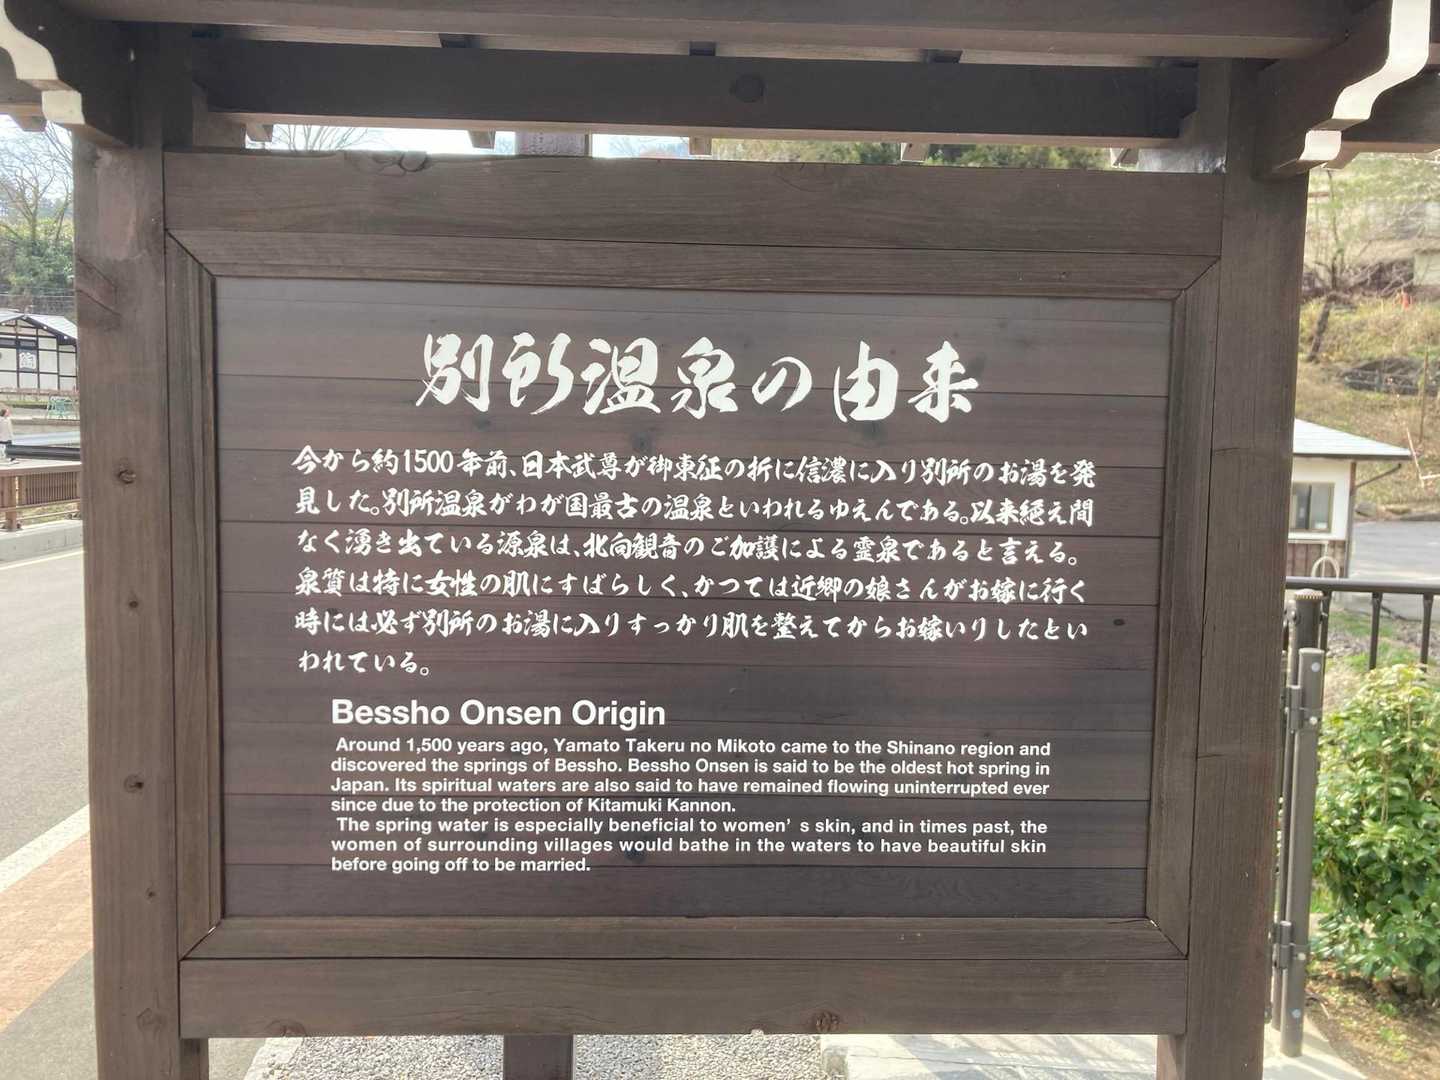 別所温泉の由来
今から約1500年前、日本武尊が御東征の折に信濃に入り別所のお湯を発
見した。別所温泉がわが国最古の温泉といわれるゆえんである。以来絶え間
なく湧き出ている源泉は、北向観音のご加護による霊泉であると言える。
泉質は特に女性の肌にすばらしく、かつては近郷の娘さんがお嫁に行く
時には必ず別所のお湯に入りすっかり肌を整えてからお嫁いりしたとい
われている。
Bessho Onsen Origin
Around 1,500 years ago, Yamato Takeru no Mikoto came to the Shinano region and
discovered the springs of Bessho. Bessho Onsen is said to be the oldest hot spring in
Japan. Its spiritual waters are also said to have remained flowing uninterrupted ever
since due to the protection of Kitamuki Kannon.
The spring water is especially beneficial to women’s skin, and in times past, the
women of surrounding villages would bathe in the waters to have beautiful skin
before going off to be married.